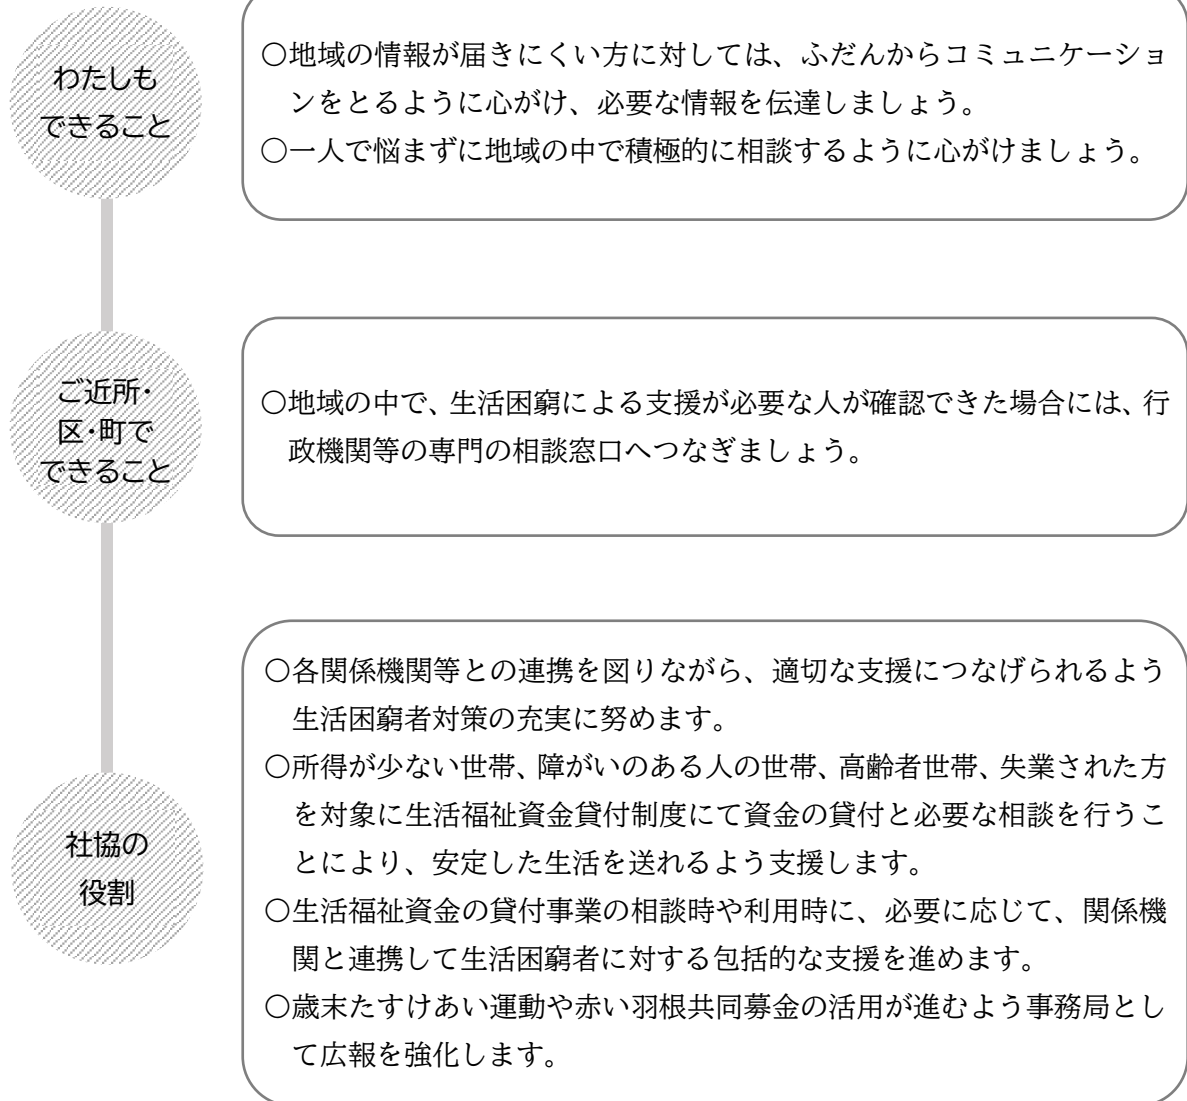 わたしも
できること
〇地域の情報が届きにくい方に対しては、ふだんからコミュニケーショ
ンをとるように心がけ、必要な情報を伝達しましょう。
〇一人で悩まずに地域の中で積極的に相談するように心がけましょう。
ご近所・
区・町で
できること
〇地域の中で、生活困窮による支援が必要な人が確認できた場合には、行
政機関等の専門の相談窓口へつなぎましょう。
社協の
役割
〇各関係機関等との連携を図りながら、適切な支援につなげられるよう
生活困窮者対策の充実に努めます。
〇所得が少ない世帯、障がいのある人の世帯、高齢者世帯、失業された方
を対象に生活福祉資金貸付制度にて資金の貸付と必要な相談を行うこ
とにより、安定した生活を送れるよう支援します。
〇生活福祉資金の貸付事業の相談時や利用時に、必要に応じて、関係機
関と連携して生活困窮者に対する包括的な支援を進めます。
〇歳末たすけあい運動や赤い羽根共同募金の活用が進むよう事務局とし
て広報を強化します。